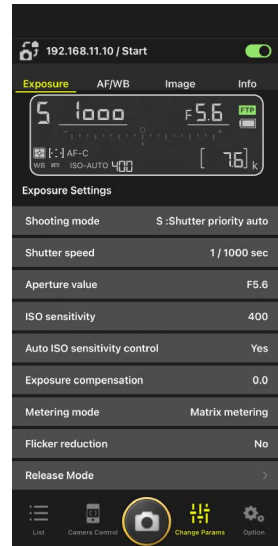 192.168.11.10 / Start
Exposure AF/WB Image Info
S 1000 F5.6 FTP
AF-C [ 7.6] k
WB ISO-AUTO 400
Exposure Settings
Shooting mode S :Shutter priority auto
Shutter speed 1 / 1000 sec
Aperture value F5.6
ISO sensitivity 400
Auto ISO sensitivity control Yes
Exposure compensation 0.0
Metering mode Matrix metering
Flicker reduction No
Release Mode >
List Camera Control Change Params Option